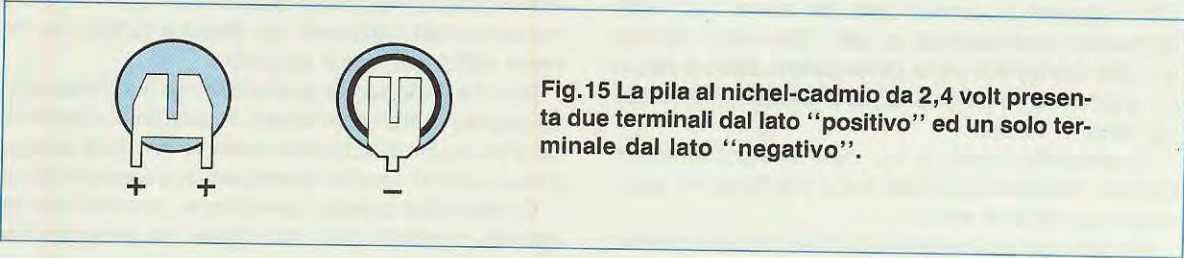 + +
−
Fig.15 La pila al nichel-cadmio da 2,4 volt presen-
ta due terminali dal lato ‘‘positivo’’ ed un solo ter-
minale dal lato ‘‘negativo’’.